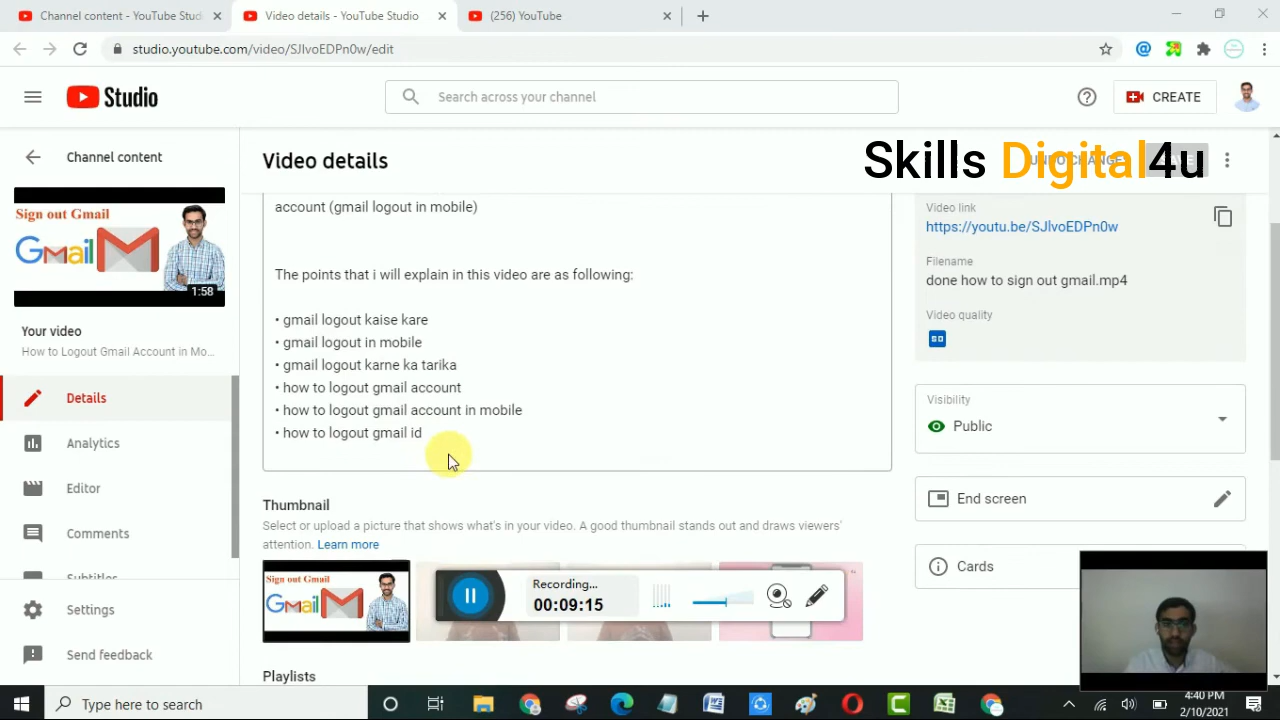 Channel content - YouTube Stud
Video details - YouTube Studio
(256) YouTube
studio.youtube.com/video/SJlvoEDPn0w/edit
Studio
Search across your channel
CREATE
Channel content
Video details
UNDO CHANGES
Skills Digital4u
Sign out Gmail
Gmail
1:58
Your video
How to Logout Gmail Account in Mo...
Details
Analytics
Editor
Comments
Subtitles
Settings
Send feedback
account (gmail logout in mobile)
The points that i will explain in this video are as following:
• gmail logout kaise kare
• gmail logout in mobile
• gmail logout karne ka tarika
• how to logout gmail account
• how to logout gmail account in mobile
• how to logout gmail id
Thumbnail
Select or upload a picture that shows what's in your video. A good thumbnail stands out and draws viewers'
attention. Learn more
Sign out Gmail
Gmail
Recording...
00:09:15
Playlists
Video link
https://youtu.be/SJlvoEDPn0w
Filename
done how to sign out gmail.mp4
Video quality
SD
Visibility
Public
End screen
Cards
Type here to search
4:40 PM
2/10/2021